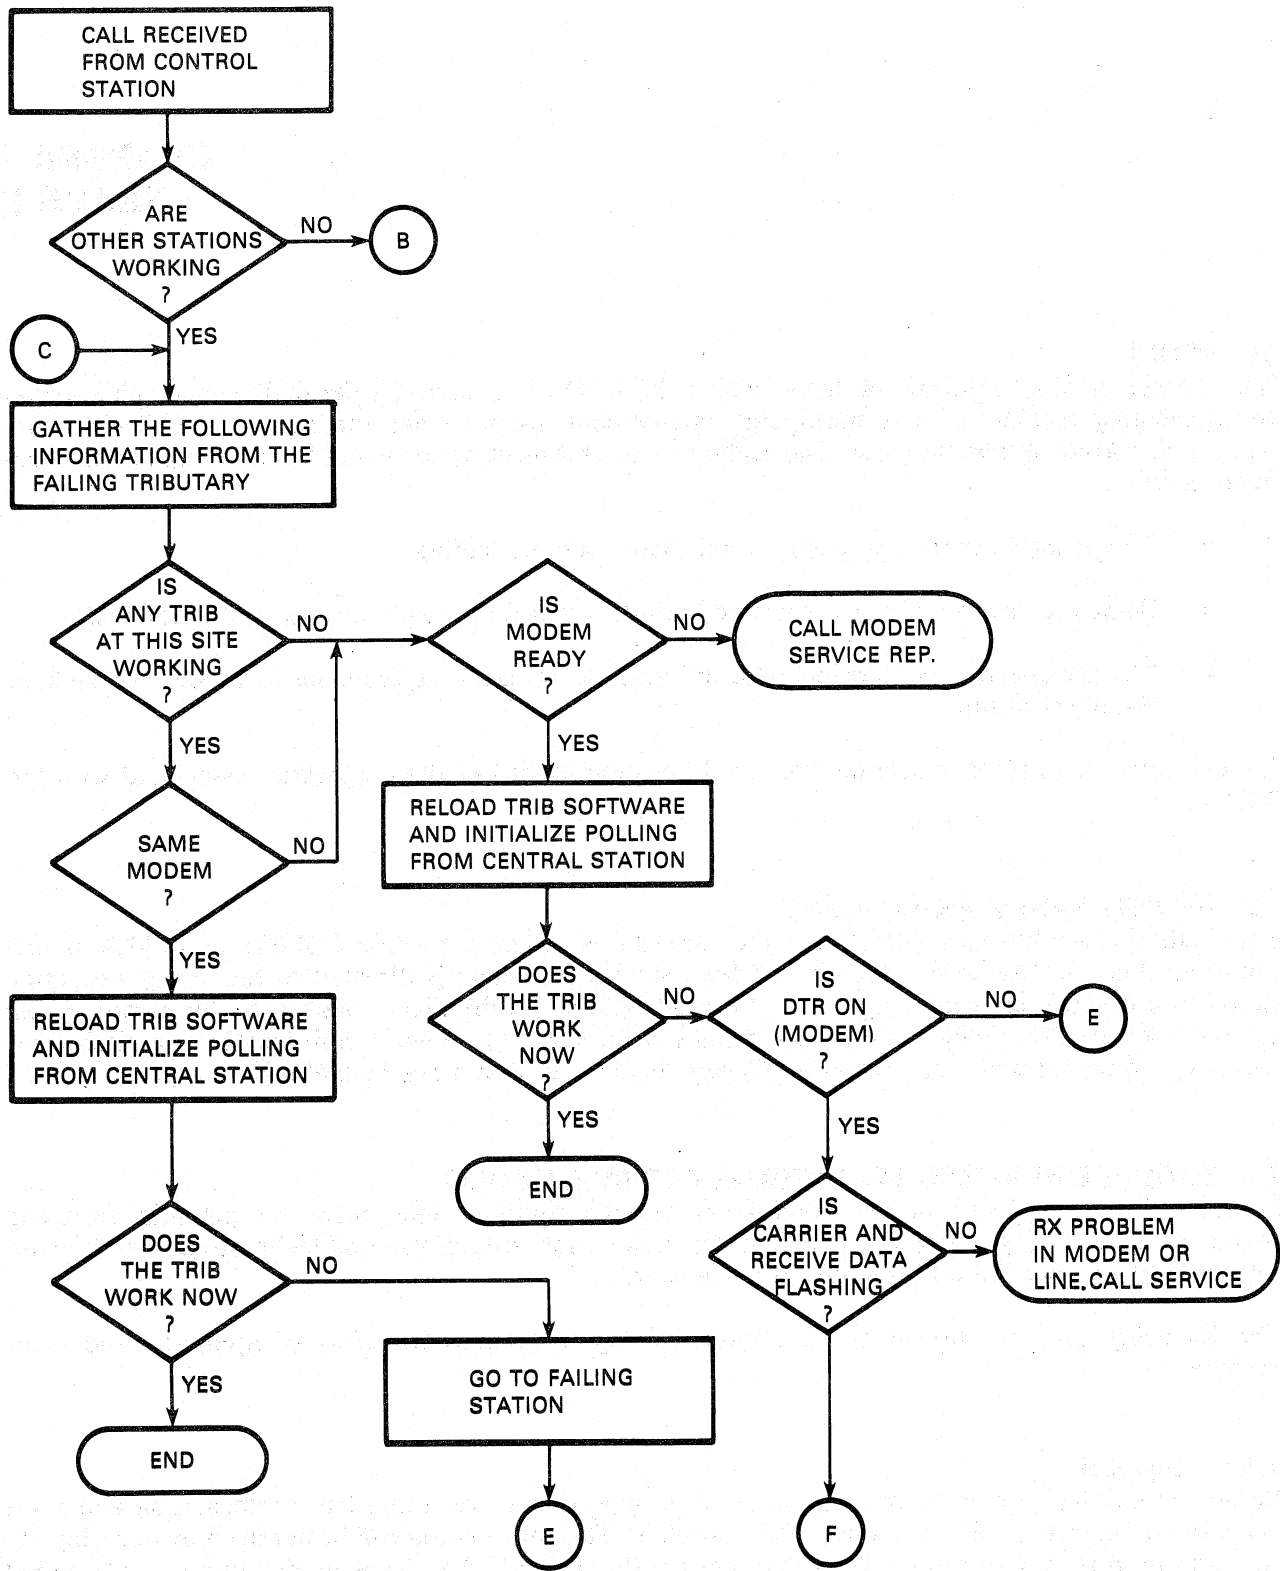 CALL RECEIVED
FROM CONTROL
STATION
ARE
OTHER STATIONS
WORKING
?
NO
B
YES
C
GATHER THE FOLLOWING
INFORMATION FROM THE
FAILING TRIBUTARY
IS
ANY TRIB
AT THIS SITE
WORKING
?
NO
IS
MODEM
READY
?
NO
CALL MODEM
SERVICE REP.
YES
YES
SAME
MODEM
?
NO
RELOAD TRIB SOFTWARE
AND INITIALIZE POLLING
FROM CENTRAL STATION
YES
RELOAD TRIB SOFTWARE
AND INITIALIZE POLLING
FROM CENTRAL STATION
DOES
THE TRIB
WORK
NOW
?
NO
IS
DTR ON
(MODEM)
?
NO
E
YES
END
YES
DOES
THE TRIB
WORK NOW
?
NO
IS
CARRIER AND
RECEIVE DATA
FLASHING
?
NO
RX PROBLEM
IN MODEM OR
LINE. CALL SERVICE
YES
END
GO TO FAILING
STATION
E
F